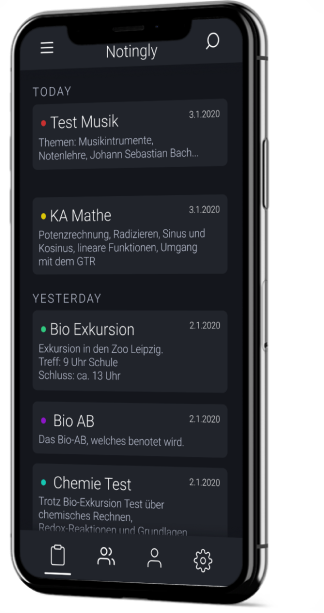 Notingly
TODAY
Test Musik
3.1.2020
Themen: Musikintrumente,
Notenlehre, Johann Sebastian Bach...
KA Mathe
3.1.2020
Potenzrechnung, Radizieren, Sinus und
Kosinus, lineare Funktionen, Umgang
mit dem GTR
YESTERDAY
Bio Exkursion
2.1.2020
Exkursion in den Zoo Leipzig.
Treff: 9 Uhr Schule
Schluss: ca. 13 Uhr
Bio AB
2.1.2020
Das Bio-AB, welches benotet wird.
Chemie Test
2.1.2020
Trotz Bio-Exkursion Test über
chemisches Rechnen,
Redox-Reaktionen und Grundlagen